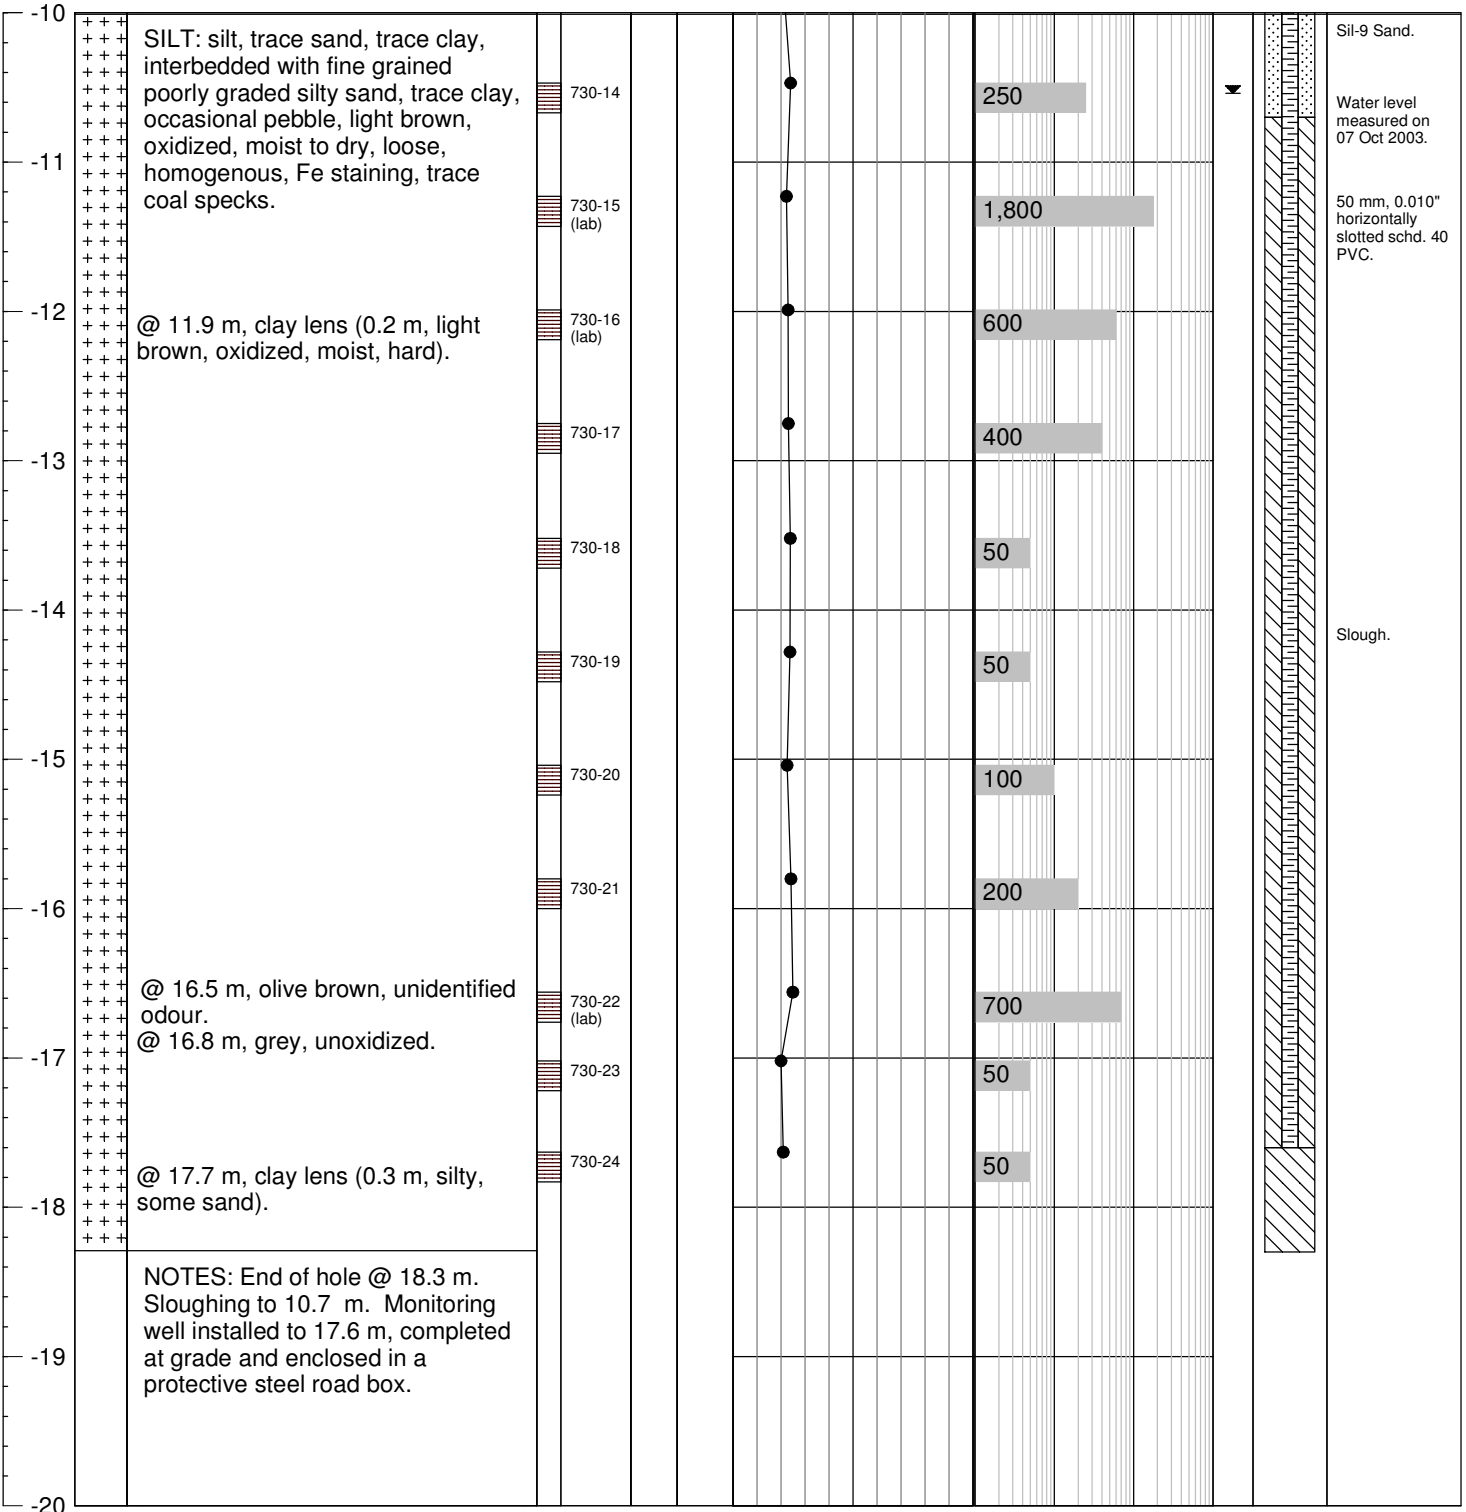 -10
SILT: silt, trace sand, trace clay,
interbedded with fine grained
poorly graded silty sand, trace clay,
occasional pebble, light brown,
oxidized, moist to dry, loose,
homogenous, Fe staining, trace
coal specks.
730-14
250
Sil-9 Sand.
Water level
measured on
07 Oct 2003.
-11
730-15
(lab)
1,800
50 mm, 0.010"
horizontally
slotted schd. 40
PVC.
-12
@ 11.9 m, clay lens (0.2 m, light
brown, oxidized, moist, hard).
730-16
(lab)
600
730-17
400
-13
730-18
50
-14
Slough.
730-19
50
-15
730-20
100
730-21
200
-16
@ 16.5 m, olive brown, unidentified
odour.
@ 16.8 m, grey, unoxidized.
730-22
(lab)
700
-17
730-23
50
@ 17.7 m, clay lens (0.3 m, silty,
some sand).
730-24
50
-18
NOTES: End of hole @ 18.3 m.
Sloughing to 10.7 m. Monitoring
well installed to 17.6 m, completed
at grade and enclosed in a
protective steel road box.
-19
-20